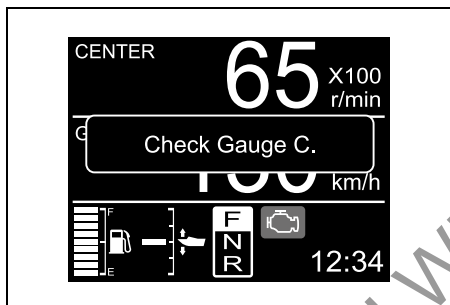 CENTER
65 X100
r/min
G
Check Gauge C.
km/h
F
E
F
N
R
12:34